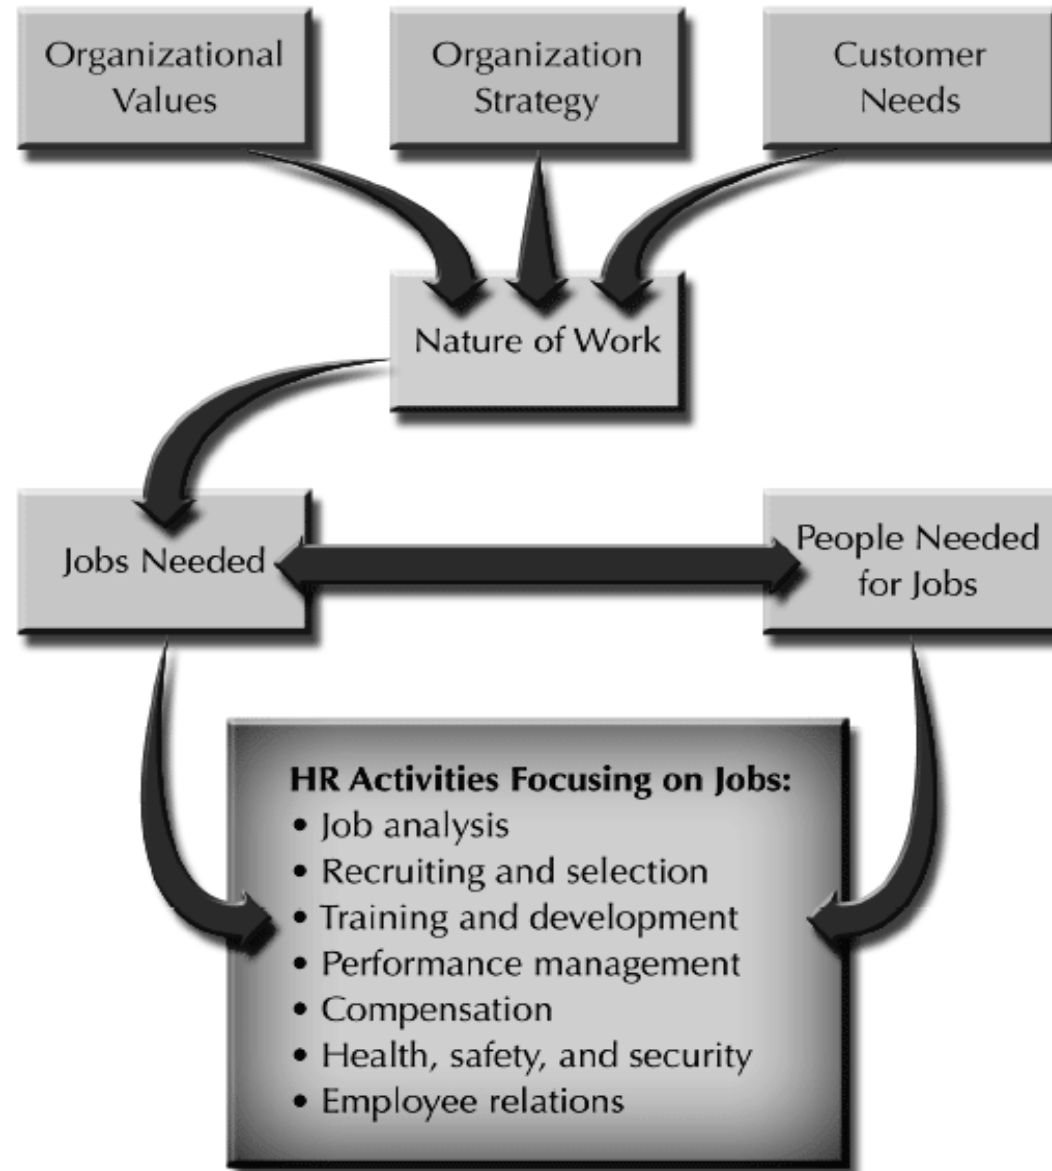 Organizational
Values
Organization
Strategy
Customer
Needs
Nature of Work
Jobs Needed
People Needed
for Jobs
HR Activities Focusing on Jobs:
• Job analysis
• Recruiting and selection
• Training and development
• Performance management
• Compensation
• Health, safety, and security
• Employee relations